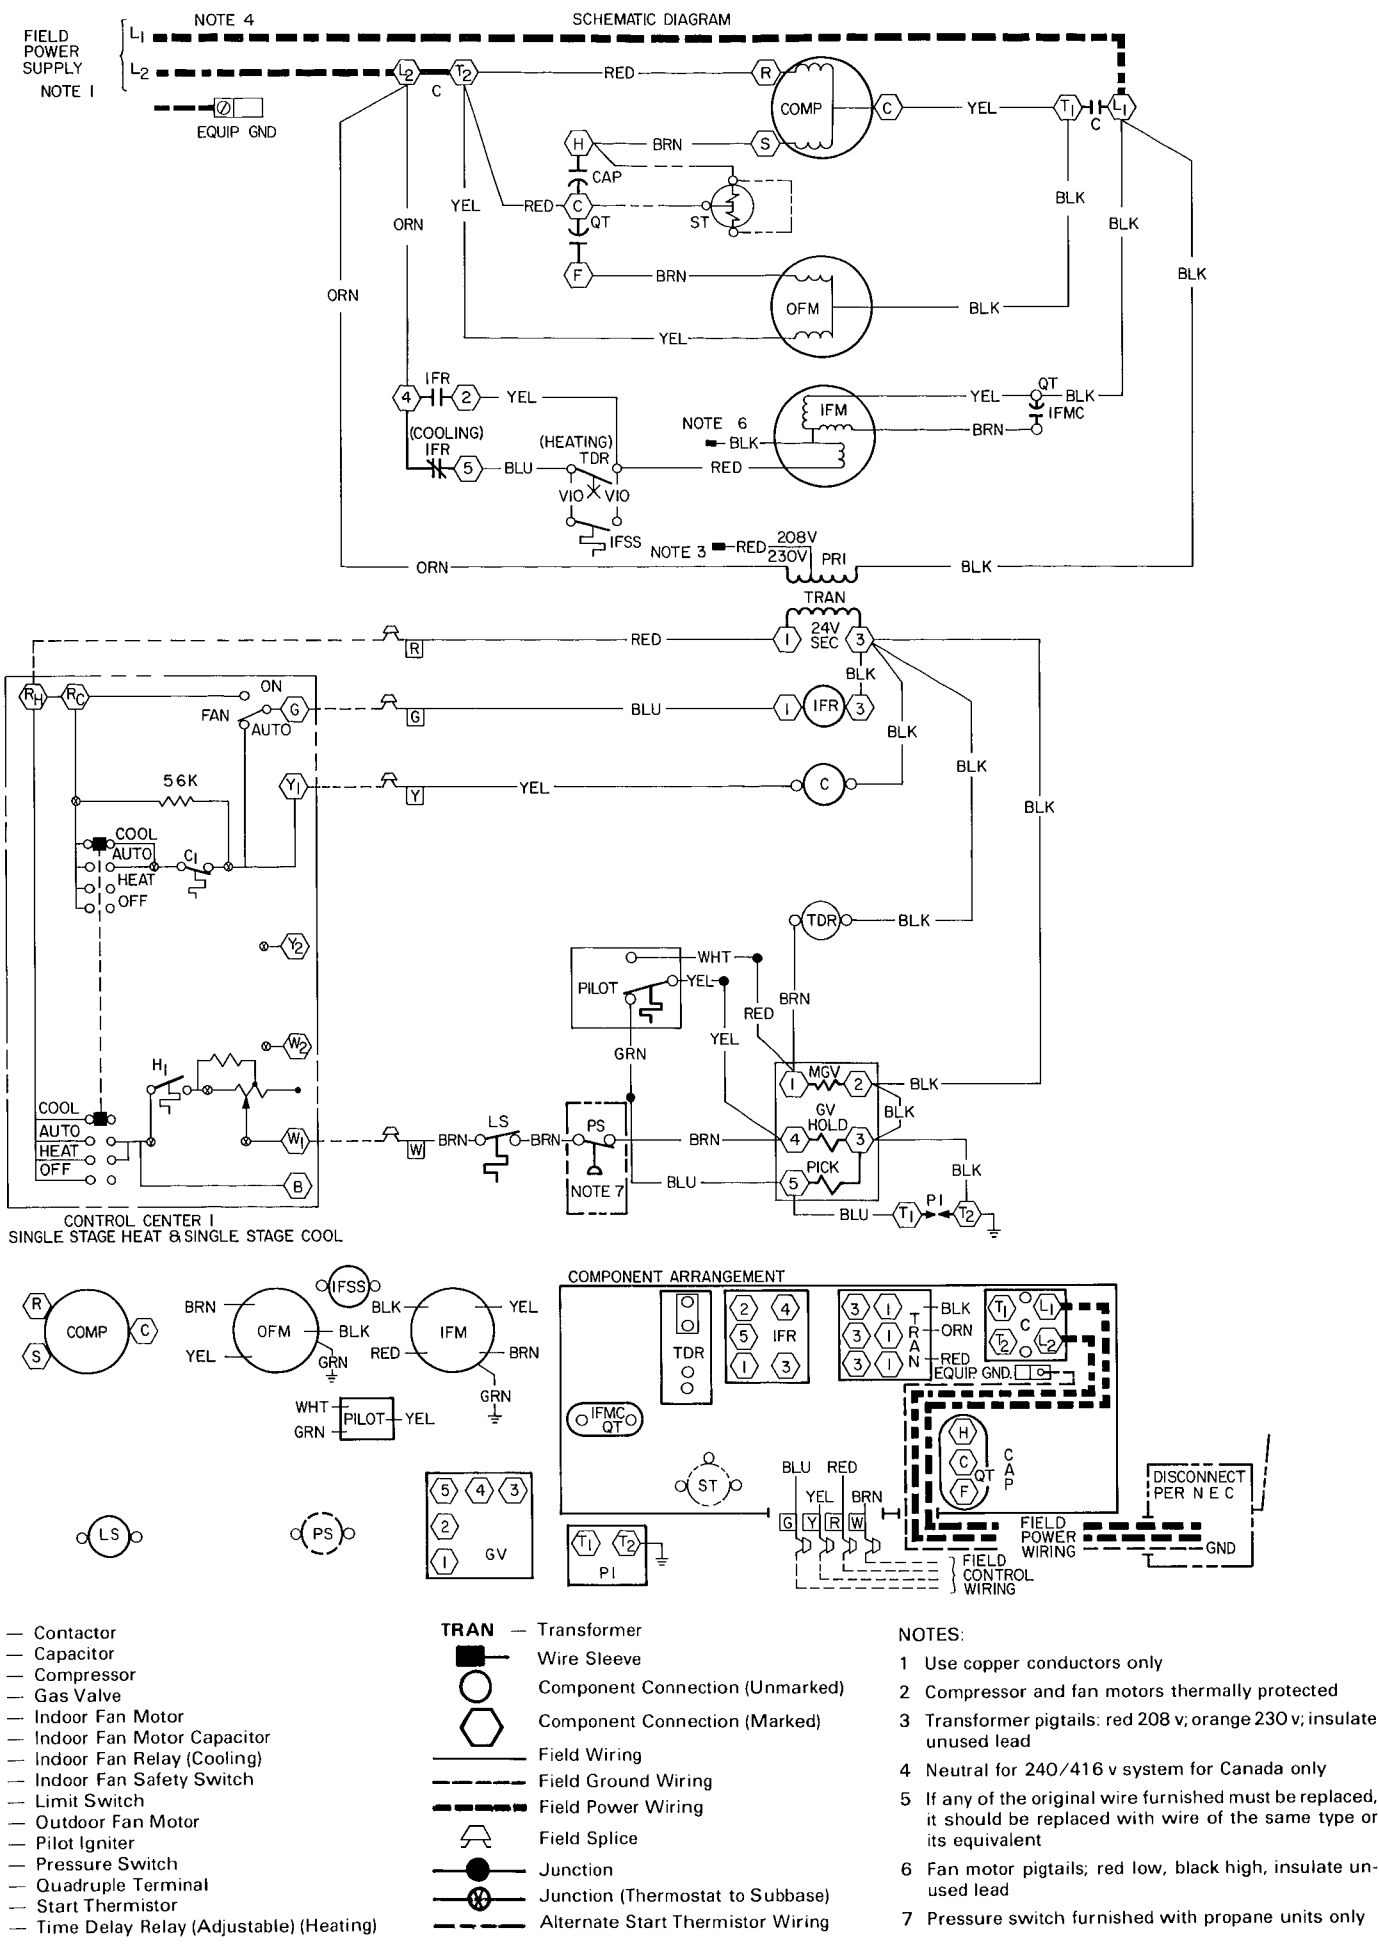 NOTE 4
SCHEMATIC DIAGRAM
FIELD
POWER
SUPPLY
L1
L2
NOTE 1
EQUIP GND
L2
C
T2
RED
R
COMP
C
YEL
T1
C
L1
H
BRN
S
CAP
RED
C
QT
ST
F
BRN
OFM
BLK
YEL
ORN
ORN
YEL
BLK
BLK
BLK
4
IFR
2
YEL
(COOLING)
IFR
5
BLU
(HEATING)
TDR
VIO
VIO
IFSS
NOTE 6
BLK
RED
IFM
YEL
QT
BLK
IFMC
BRN
NOTE 3
RED
208V
230V
PRI
ORN
BLK
TRAN
24V
SEC
1
3
RED
R
BLK
RH
RC
ON
FAN
AUTO
G
G
BLU
1
IFR
3
BLK
BLK
BLK
56K
Y1
Y
YEL
C
COOL
AUTO
HEAT
OFF
C1
Y2
TDR
BLK
BRN
PILOT
WHT
YEL
RED
YEL
GRN
W2
H1
COOL
AUTO
HEAT
OFF
W1
W
BRN
LS
BRN
PS
NOTE 7
BRN
BLU
B
1
MGV
2
BLK
BLK
GV
HOLD
4
3
PICK
5
BLK
BLU
T1
PI
T2
CONTROL CENTER 1
SINGLE STAGE HEAT & SINGLE STAGE COOL
R
COMP
C
S
BRN
OFM
BLK
YEL
GRN
IFSS
BLK
IFM
YEL
RED
BRN
GRN
WHT
PILOT
YEL
GRN
LS
PS
5 4 3
2
1
GV
COMPONENT ARRANGEMENT
TDR
2 4
5 IFR
1 3
3 1
3 1
3 1
TRAN
BLK
ORN
RED
T1 L1
C
T2 L2
EQUIP. GND.
IFMC
QT
ST
H
C
QT
F
CAP
BLU RED
YEL BRN
G Y R W
T1 T2
PI
FIELD
POWER
WIRING
FIELD
CONTROL
WIRING
DISCONNECT
PER N E C
GND
— Contactor
— Capacitor
— Compressor
— Gas Valve
— Indoor Fan Motor
— Indoor Fan Motor Capacitor
— Indoor Fan Relay (Cooling)
— Indoor Fan Safety Switch
— Limit Switch
— Outdoor Fan Motor
— Pilot Igniter
— Pressure Switch
— Quadruple Terminal
— Start Thermistor
— Time Delay Relay (Adjustable) (Heating)
TRAN — Transformer
Wire Sleeve
Component Connection (Unmarked)
Component Connection (Marked)
Field Wiring
Field Ground Wiring
Field Power Wiring
Field Splice
Junction
Junction (Thermostat to Subbase)
Alternate Start Thermistor Wiring
NOTES:
1 Use copper conductors only
2 Compressor and fan motors thermally protected
3 Transformer pigtails: red 208 v; orange 230 v; insulate
unused lead
4 Neutral for 240/416 v system for Canada only
5 If any of the original wire furnished must be replaced,
it should be replaced with wire of the same type or
its equivalent
6 Fan motor pigtails; red low, black high, insulate un-
used lead
7 Pressure switch furnished with propane units only